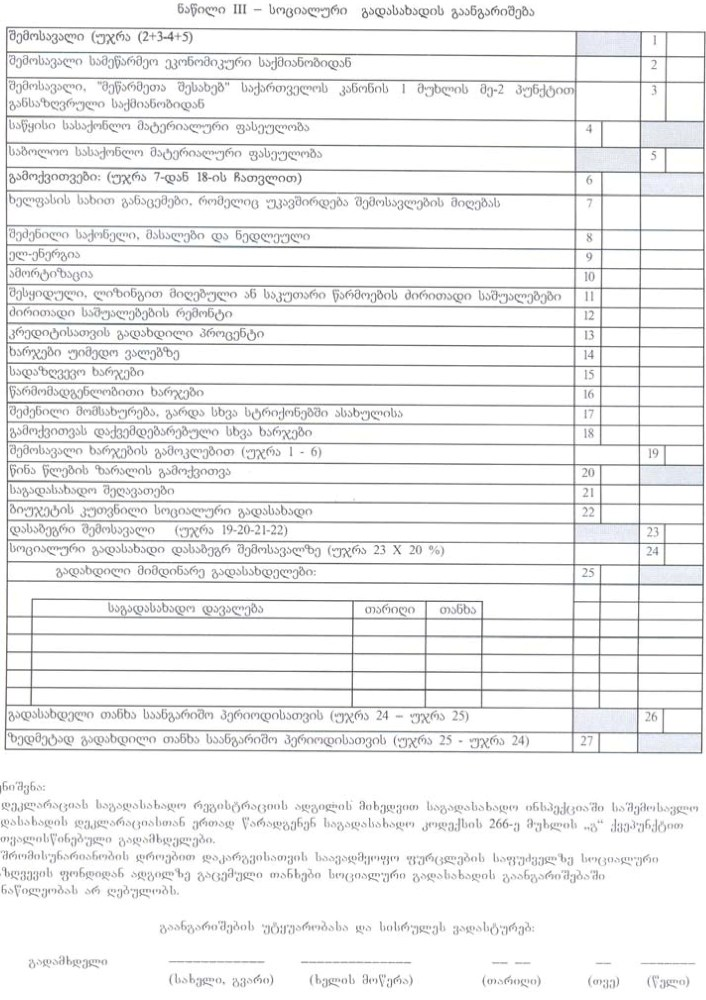 ნაწილი III – სოციალური გადასახადის გაანგარიშება
შემოსავალი (უჯრა (2+3-4+5) 1
შემოსავალი სამეწარმეო ეკონომიკური საქმიანობიდან 2
შემოსავალი, "მეწარმეთა შესახებ" საქართველოს კანონის 1 მუხლის მე-2 პუნქტით 3
განსაზღვრული საქმიანობიდან
საწყისი სასაქონლო მატერიალური ფასეულობა 4
საბოლოო სასაქონლო მატერიალური ფასეულობა 5
გამოქვითვები: (უჯრა 7-დან 18-ის ჩათვლით) 6
ხელფასის სახით განაცემები, რომელიც უკავშირდება შემოსავლების მიღებას 7
შეძენილი საქონელი, მასალები და ნედლეული 8
ელ-ენერგია 9
ამორტიზაცია 10
შესყიდული, ლიზინგით მიღებული ან საკუთარი წარმოების ძირითადი საშუალებები 11
ძირითადი საშუალებების რემონტი 12
კრედიტისათვის გადახდილი პროცენტი 13
ხარჯები უიმედო ვალებზე 14
სადაზღვევო ხარჯები 15
წარმომადგენლობითი ხარჯები 16
შეძენილი მომსახურება, გარდა სხვა სტრიქონებში ასახულისა 17
გამოქვითვას დაქვემდებარებული სხვა ხარჯები 18
შემოსავალი ხარჯების გამოკლებით (უჯრა 1 - 6) 19
წინა წლების ზარალის გამოქვითვა 20
საგადასახადო შეღავათები 21
ბიუჯეტის კუთვნილი სოციალური გადასახადი 22
დასაბეგრი შემოსავალი (უჯრა 19-20-21-22) 23
სოციალური გადასახადი დასაბეგრ შემოსავალზე (უჯრა 23 X 20 %) 24
გადახდილი მიმდინარე გადასახდელები: 25
საგადასახადო დავალება თარიღი თანხა
გადასახდელი თანხა საანგარიშო პერიოდისათვის (უჯრა 24 – უჯრა 25) 26
ზედმეტად გადახდილი თანხა საანგარიშო პერიოდისათვის (უჯრა 25 - უჯრა 24) 27
ნიშვნა:
დეკლარაციას საგადასახადო რეგისტრაციის ადგილის მიხედვით საგადასახადო ინსპექციაში საშემოსავლო
დასახადის დეკლარაციასთან ერთად წარადგენენ საგადასახადო კოდექსის 266-ე მუხლის „გ" ქვეპუნქტით
თვალისწინებული გადამხდელები.
შრომისუნარიანობის დროებით დაკარგვისათვის საავადმყოფო ფურცლების საფუძველზე სოციალური
ზღვევის ფონდიდან ადგილზე გაცემული თანხები სოციალური გადასახადის გაანგარიშებაში
ნაწილეობას არ ღებულობს.
გაანგარიშების უტყუარობასა და სისრულეს ვადასტურებ:
გადამხდელი
(სახელი, გვარი) (ხელის მოწერა) (თარიღი) (თვე) (წელი)